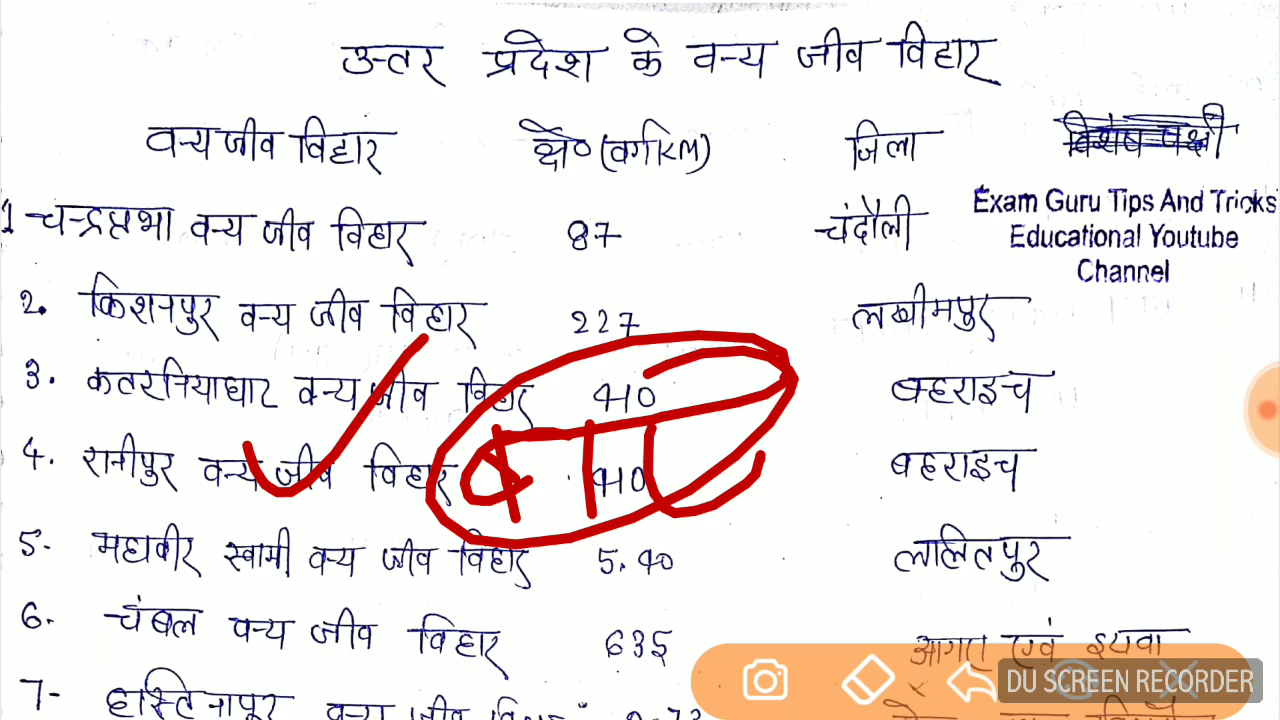 उत्तर प्रदेश के वन्य जीव विहार
वन्यजीव विहार क्षे० (वर्गKM) जिला
Exam Guru Tips And Tricks
Educational Youtube
Channel
1 चन्द्रप्रभा वन्य जीव विहार 87 चंदौली
2. किशनपुर वन्य जीव विहार 227 लखीमपुर
3. कतरनियाघाट वन्य जीव विहार 410 बहराइच
4. रानीपुर वन्य जीव विहार 410 बहराइच
5- महावीर स्वामी वन्य जीव विहार 5.40 ललितपुर
6- चंबल वन्य जीव विहार 635 एवं इटावा
7- हस्तिनापुर वन्य जीव
DU SCREEN RECORDER